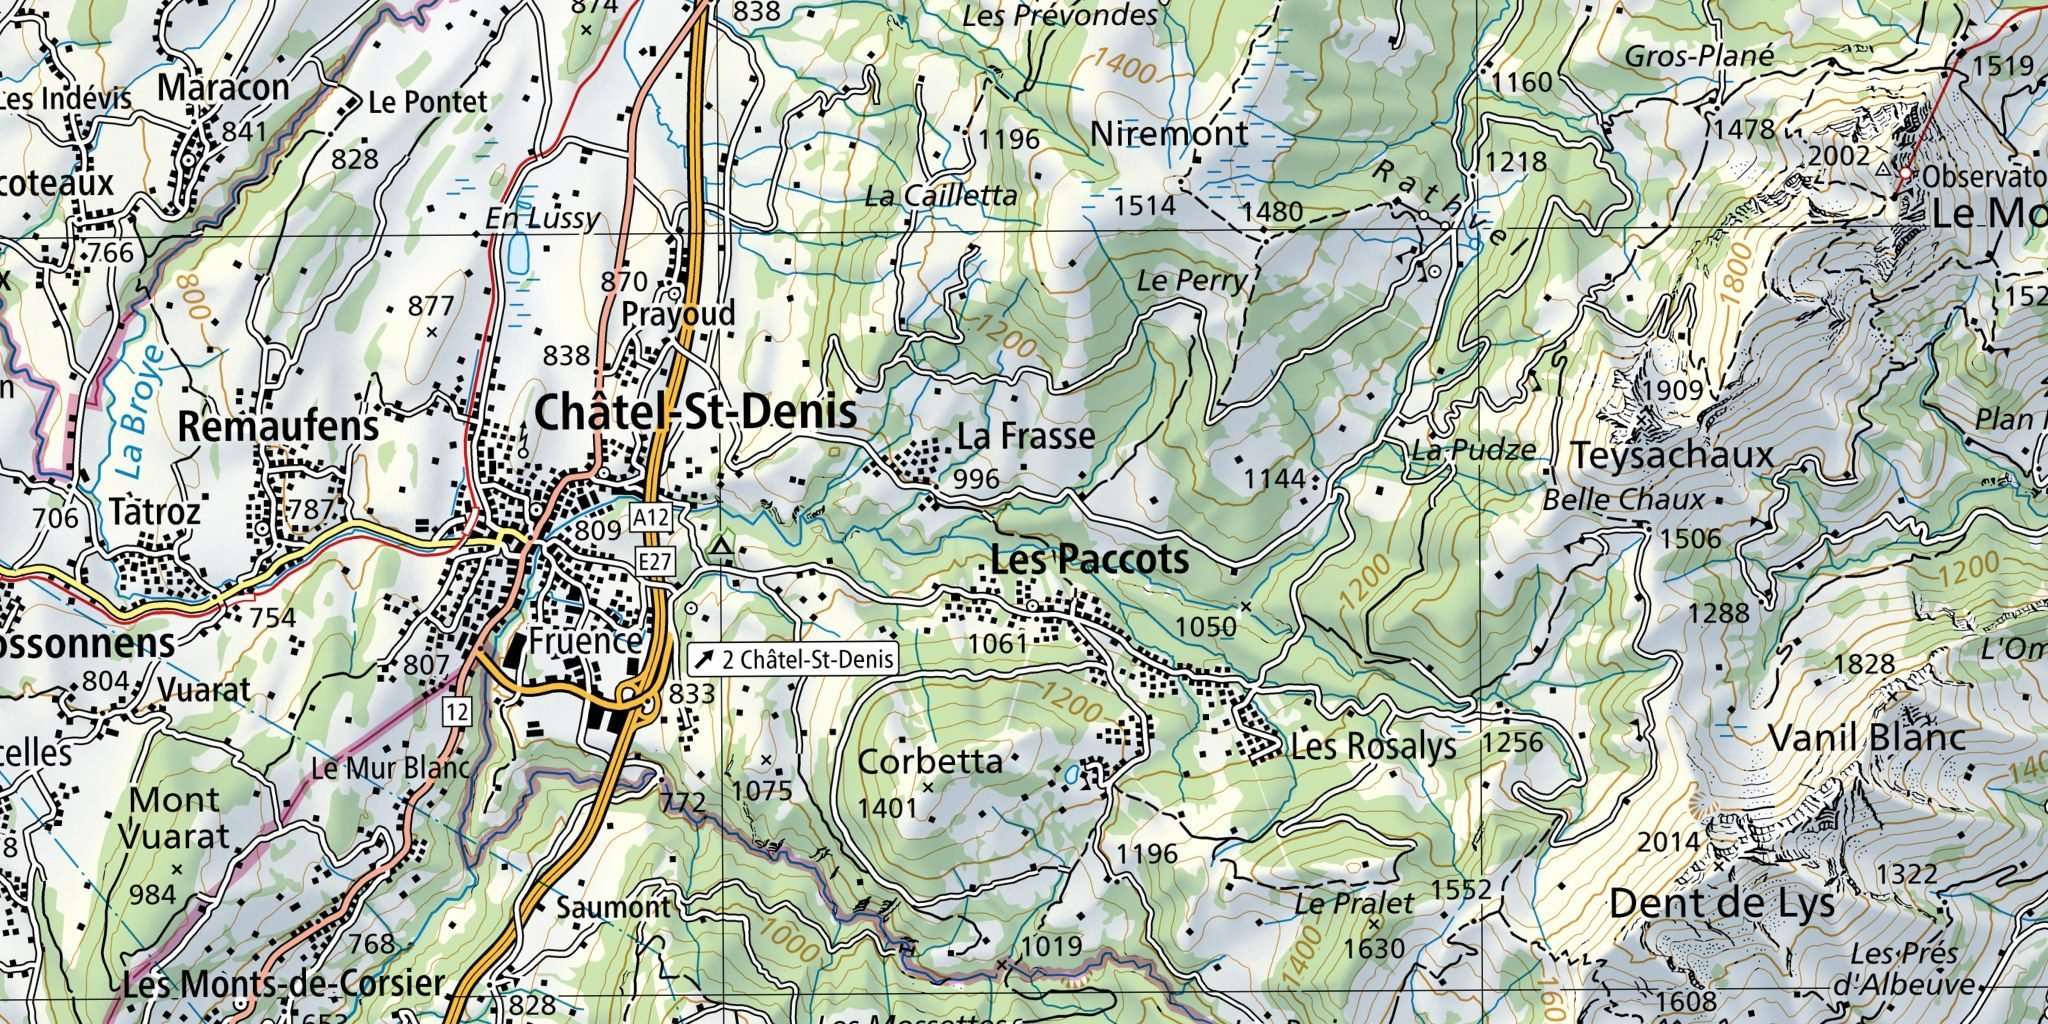 874
838
Les Prévondes
Gros-Plané
1519
1400
Les Indévis
Maracon
Le Pontet
1160
841
828
1196
Niremont
1478
2002
Observato
coteaux
1218
Rathvel
La Cailletta
1514
1480
Le Mo
En Lussy
766
800
870
Le Perry
1800
152
877
Prayoud
1200
838
La Broye
1909
Châtel-St-Denis
Remaufens
La Frasse
Plan
La Pudze
Teysachaux
996
1144
Belle Chaux
706
Tatroz
787
A12
809
1506
E27
Les Paccots
1200
1200
1288
754
1050
ossonnens
Fruence
1061
L'Om
2 Châtel-St-Denis
807
804
Vuarat
833
1828
12
1200
Vanil Blanc
celles
Le Mur Blanc
Corbetta
Les Rosalys
1256
140
Mont
Vuarat
772
1075
1401
2014
8
984
1196
1322
Saumont
Le Pralet
1552
Dent de Lys
768
1000
1019
1400
1630
Les Prés
d'Albeuve
Les Monts-de-Corsier
828
160
1608
653